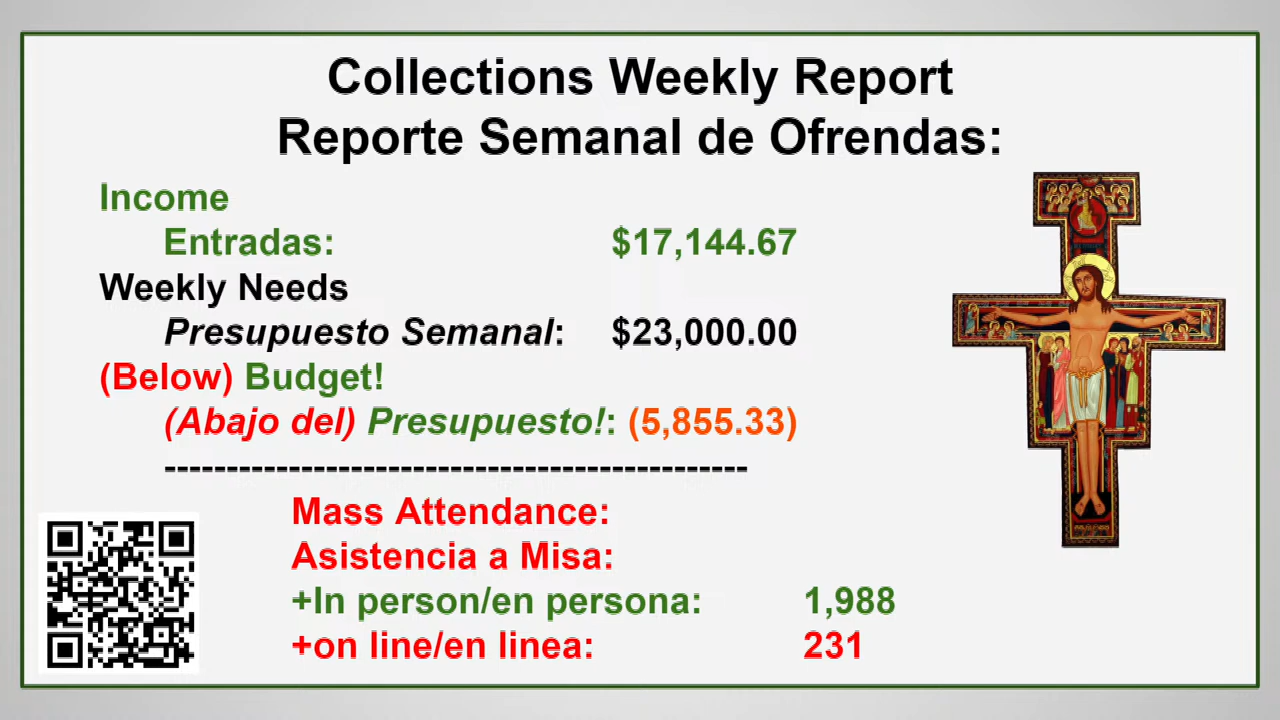 Collections Weekly Report
Reporte Semanal de Ofrendas:
Income
Entradas: $17,144.67
Weekly Needs
Presupuesto Semanal: $23,000.00
(Below) Budget!
(Abajo del) Presupuesto!: (5,855.33)
-----------------------------------------------
Mass Attendance:
Asistencia a Misa:
+In person/en persona: 1,988
+on line/en linea: 231